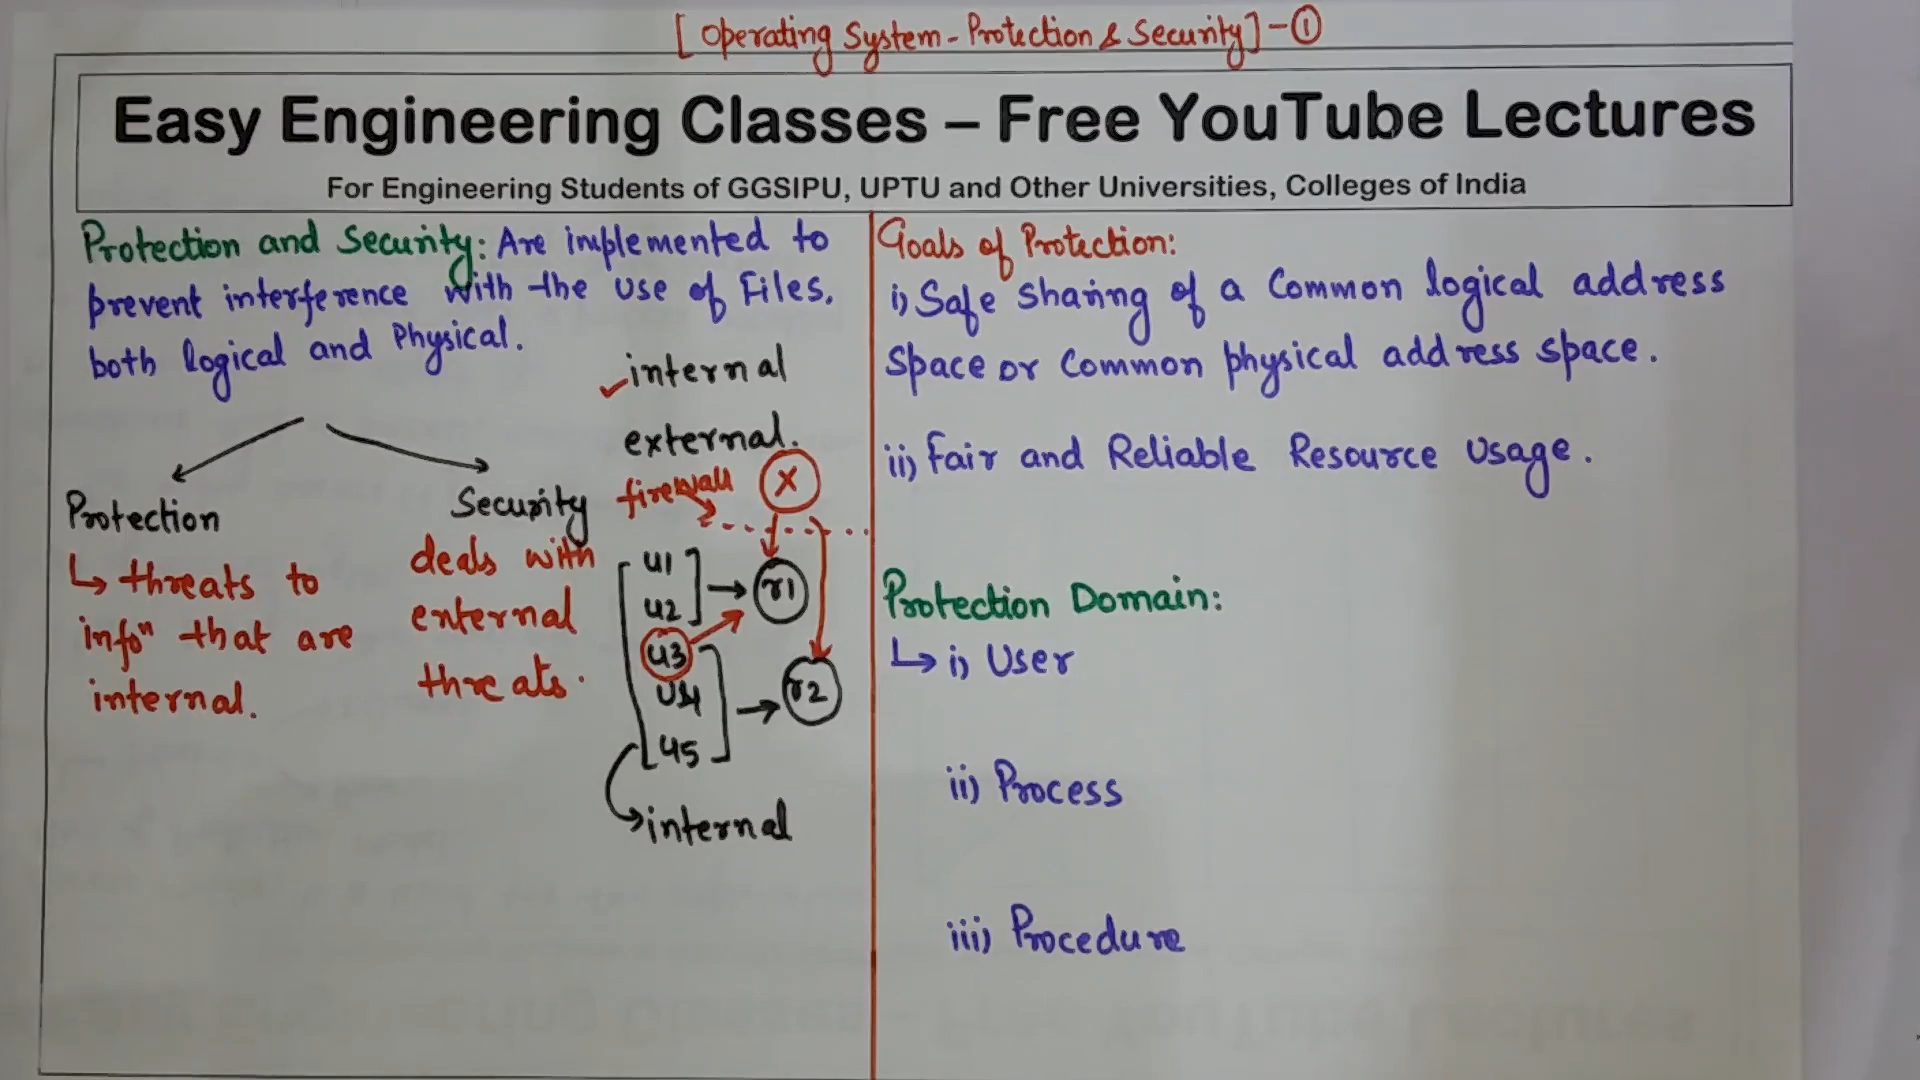 [Operating System - Protection & Security] - ①
Easy Engineering Classes – Free YouTube Lectures
For Engineering Students of GGSIPU, UPTU and Other Universities, Colleges of India
Protection and Security: Are implemented to
prevent interference with the use of Files,
both logical and Physical.
internal
external.
Protection
↳ threats to
infoⁿ that are
internal.
Security
deals with
external
threats.
firewall
X
u1
u2
u3
u4
u5
r1
r2
internal
Goals of Protection:
i) Safe Sharing of a Common logical address
Space or Common physical address space.
ii) Fair and Reliable Resource Usage.
Protection Domain:
↳ i) User
ii) Process
iii) Procedure